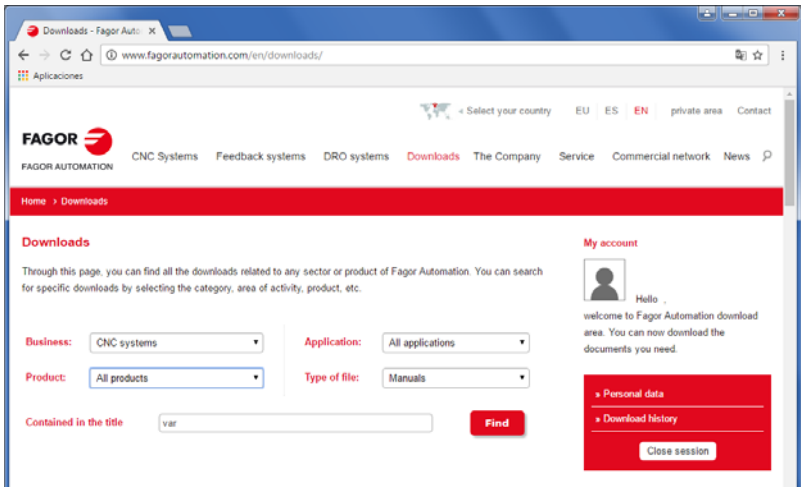 Downloads - Fagor Auto
www.fagorautomation.com/en/downloads/
Aplicaciones
Select your country EU ES EN private area Contact
FAGOR
FAGOR AUTOMATION
CNC Systems Feedback systems DRO systems Downloads The Company Service Commercial network News
Home > Downloads
Downloads
Through this page, you can find all the downloads related to any sector or product of Fagor Automation. You can search
for specific downloads by selecting the category, area of activity, product, etc.
Business: CNC systems Application: All applications
Product: All products Type of file: Manuals
Contained in the title var Find
My account
Hello .
welcome to Fagor Automation download
area. You can now download the
documents you need.
» Personal data
» Download history
Close session